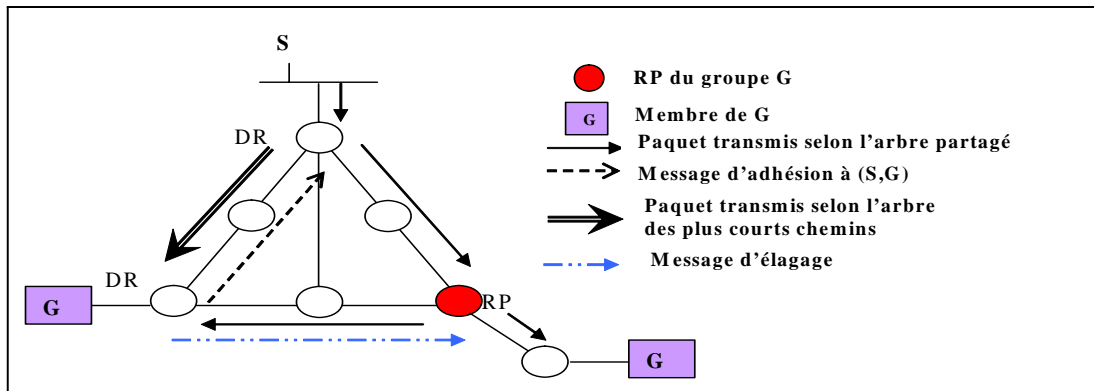 S
RP du groupe G
G
Membre de G
DR
Paquet transmis selon l'arbre partagé
Message d'adhésion à (S,G)
Paquet transmis selon l'arbre
des plus courts chemins
Message d'élagage
DR
G
RP
G